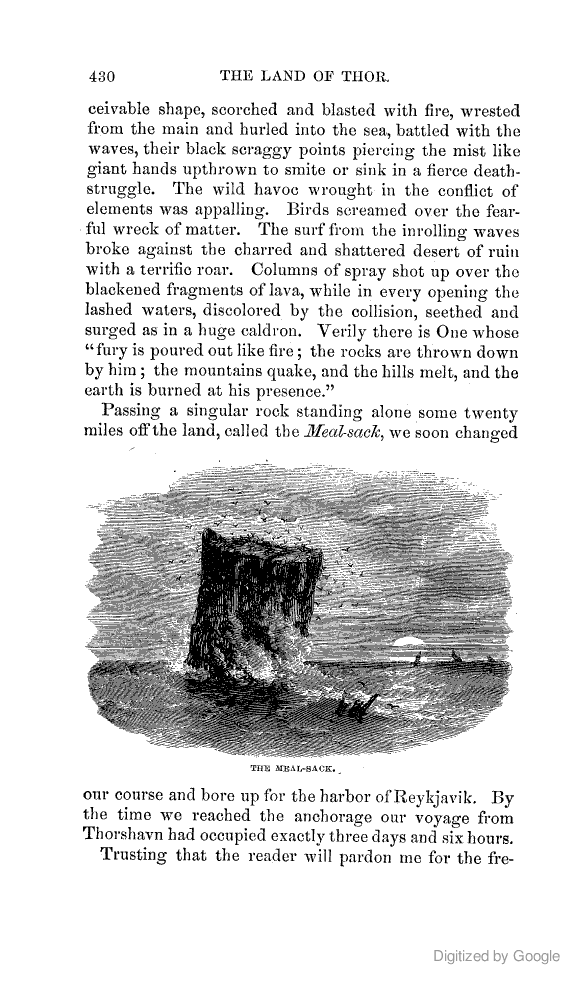 430 THE LAND OF THOR.
ceivable shape, scorched and blasted with fire, wrested
from the main and hurled into the sea, battled with the
waves, their black scraggy points piercing the mist like
giant hands upthrown to smite or sink in a fierce death-
struggle. The wild havoc wrought in the conflict of
elements was appalling. Birds screamed over the fear-
ful wreck of matter. The surf from the inrolling waves
broke against the charred and shattered desert of ruin
with a terrific roar. Columns of spray shot up over the
blackened fragments of lava, while in every opening the
lashed waters, discolored by the collision, seethed and
surged as in a huge caldron. Verily there is One whose
“fury is poured out like fire; the rocks are thrown down
by him; the mountains quake, and the hills melt, and the
earth is burned at his presence.”
Passing a singular rock standing alone some twenty
miles off the land, called the Meal-sack, we soon changed
THE MEAL-SACK.
our course and bore up for the harbor of Reykjavik. By
the time we reached the anchorage our voyage from
Thorshavn had occupied exactly three days and six hours.
Trusting that the reader will pardon me for the fre-
Digitized by Google